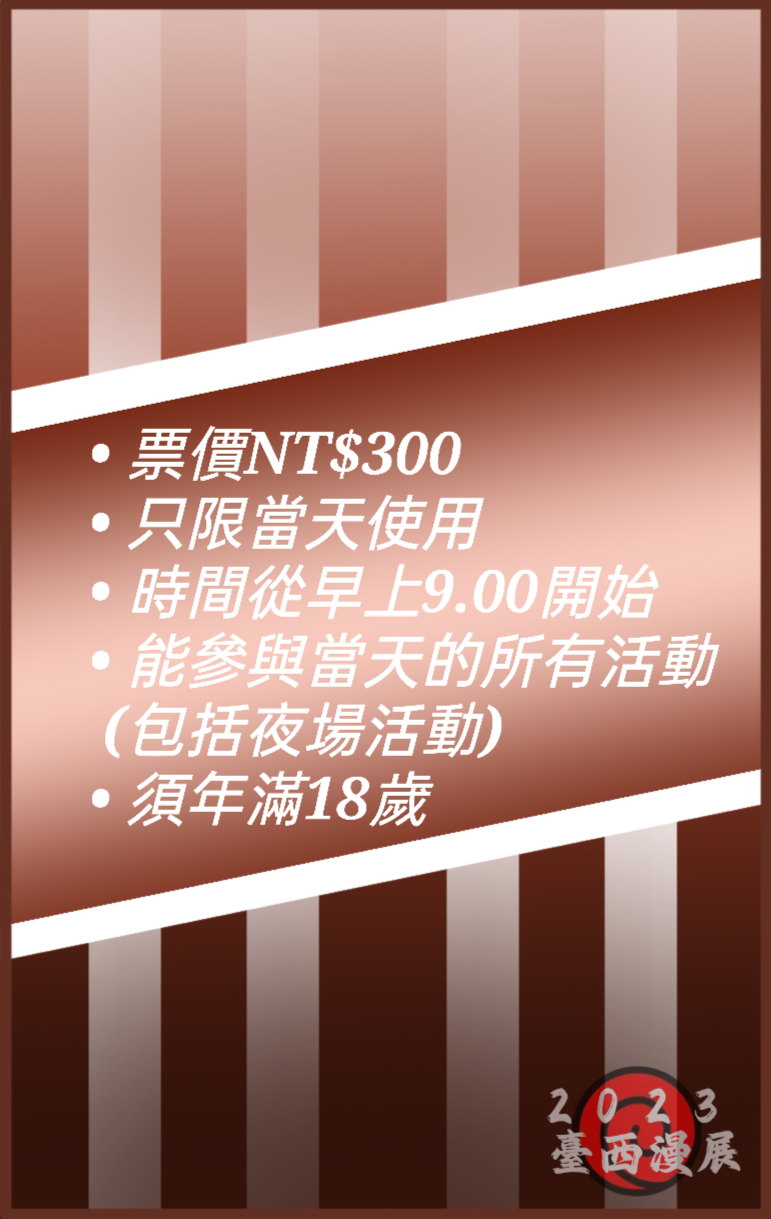 • 票價NT$300
• 只限當天使用
• 時間從早上9.00開始
• 能參與當天的所有活動
(包括夜場活動)
• 須年滿18歲
2023
臺西漫展